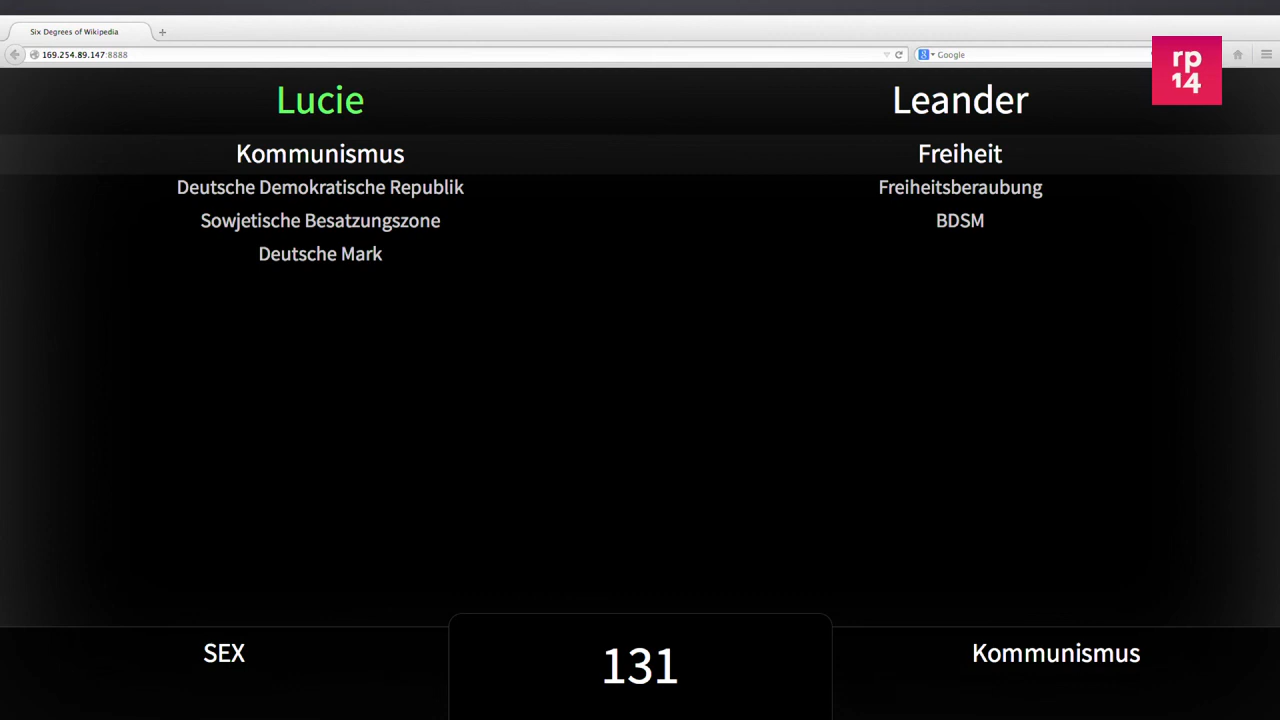 Six Degrees of Wikipedia
169.254.89.147:8888
Google
rp
14
Lucie
Leander
Kommunismus
Freiheit
Deutsche Demokratische Republik
Freiheitsberaubung
Sowjetische Besatzungszone
BDSM
Deutsche Mark
SEX
131
Kommunismus